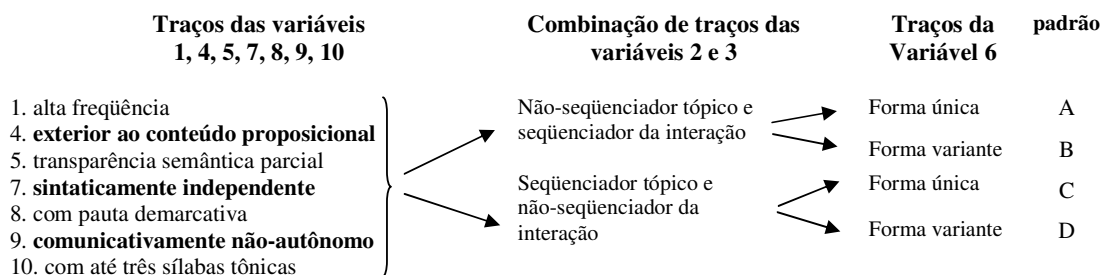 Traços das variáveis
1, 4, 5, 7, 8, 9, 10
Combinação de traços das
variáveis 2 e 3
Traços da
Variável 6
padrão
1. alta freqüência
4. exterior ao conteúdo proposicional
5. transparência semântica parcial
7. sintaticamente independente
8. com pauta demarcativa
9. comunicativamente não-autônomo
10. com até três sílabas tônicas
Não-seqüenciador tópico e
seqüenciador da interação
Seqüenciador tópico e
não-seqüenciador da
interação
Forma única A
Forma variante B
Forma única C
Forma variante D